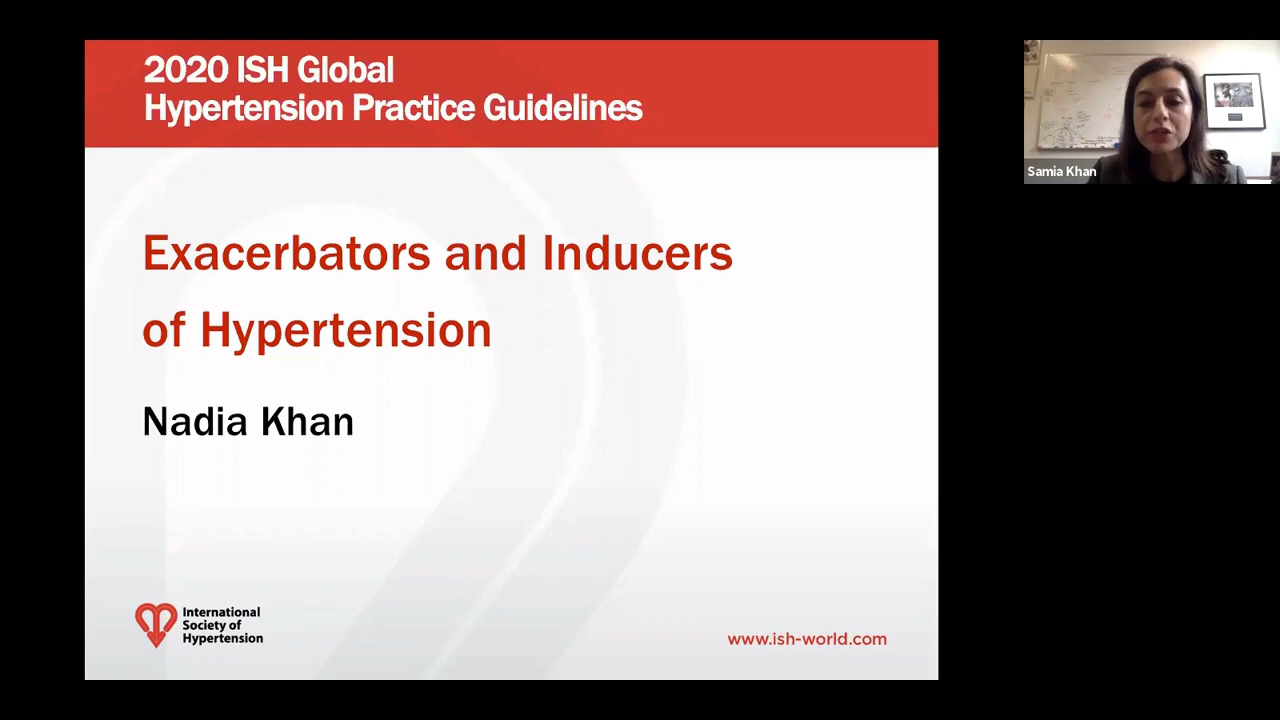 2020 ISH Global
Hypertension Practice Guidelines
Exacerbators and Inducers
of Hypertension
Nadia Khan
International
Society of
Hypertension
www.ish-world.com
Samia Khan